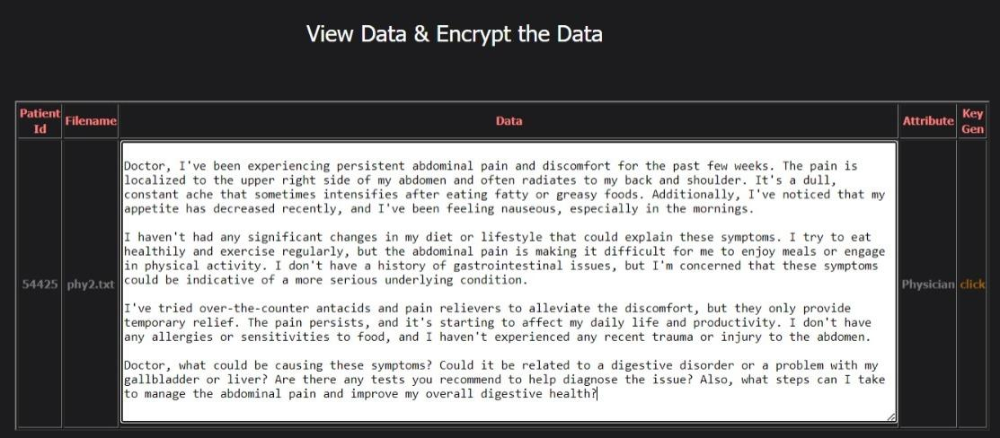 View Data & Encrypt the Data
Patient Id Filename Data Attribute Key Gen
Doctor, I've been experiencing persistent abdominal pain and discomfort for the past few weeks. The pain is
localized to the upper right side of my abdomen and often radiates to my back and shoulder. It's a dull,
constant ache that sometimes intensifies after eating fatty or greasy foods. Additionally, I've noticed that my
appetite has decreased recently, and I've been feeling nauseous, especially in the mornings.
I haven't had any significant changes in my diet or lifestyle that could explain these symptoms. I try to eat
healthily and exercise regularly, but the abdominal pain is making it difficult for me to enjoy meals or engage
in physical activity. I don't have a history of gastrointestinal issues, but I'm concerned that these symptoms
could be indicative of a more serious underlying condition.
I've tried over-the-counter antacids and pain relievers to alleviate the discomfort, but they only provide
temporary relief. The pain persists, and it's starting to affect my daily life and productivity. I don't have
any allergies or sensitivities to food, and I haven't experienced any recent trauma or injury to the abdomen.
Doctor, what could be causing these symptoms? Could it be related to a digestive disorder or a problem with my
gallbladder or liver? Are there any tests you recommend to help diagnose the issue? Also, what steps can I take
to manage the abdominal pain and improve my overall digestive health?
54425 phy2.txt Physician click